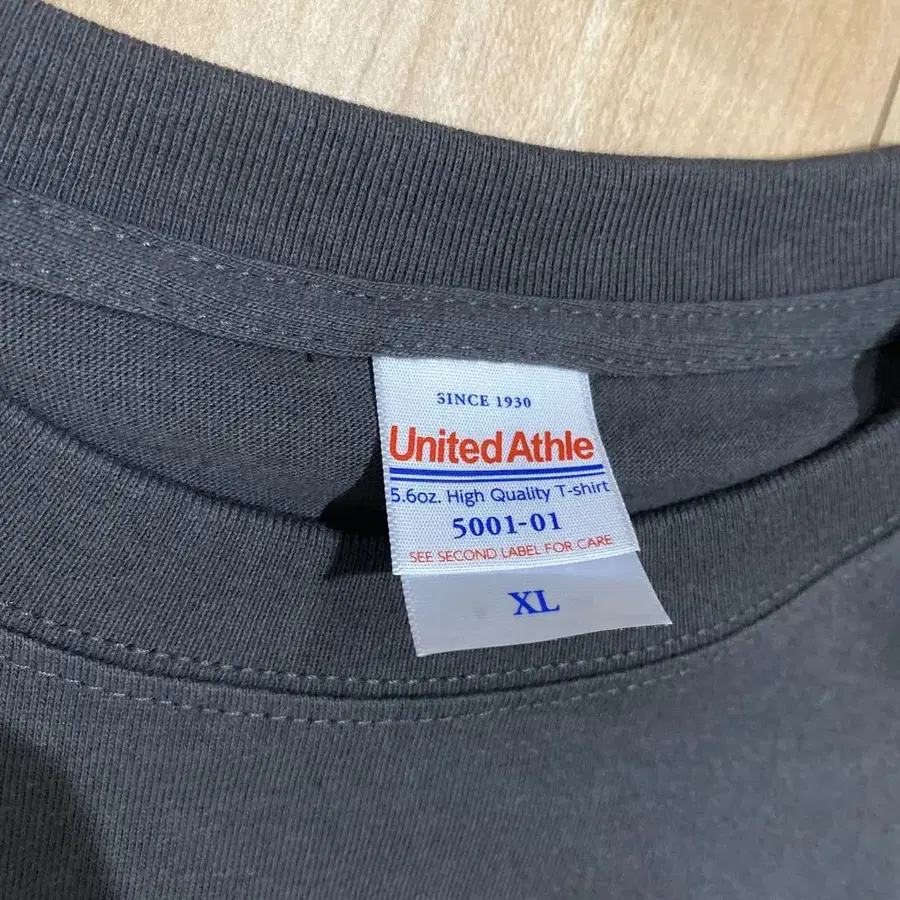 SINCE 1930
United Athle
5.6oz. High Quality T-shirt
5001-01
SEE SECOND LABEL FOR CARE
XL